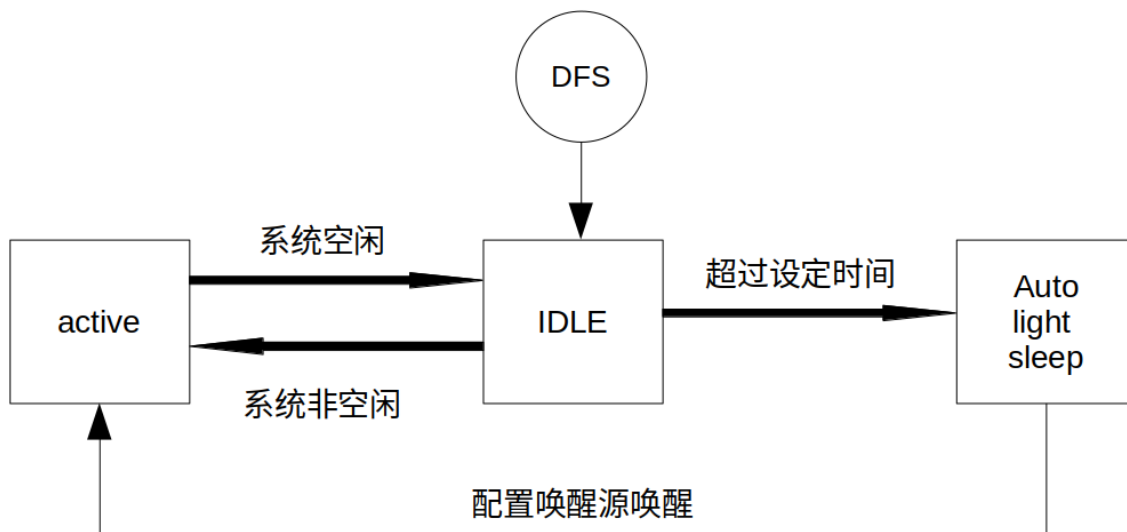 DFS
系统空闲
超过设定时间
active
IDLE
Auto
light
sleep
系统非空闲
配置唤醒源唤醒